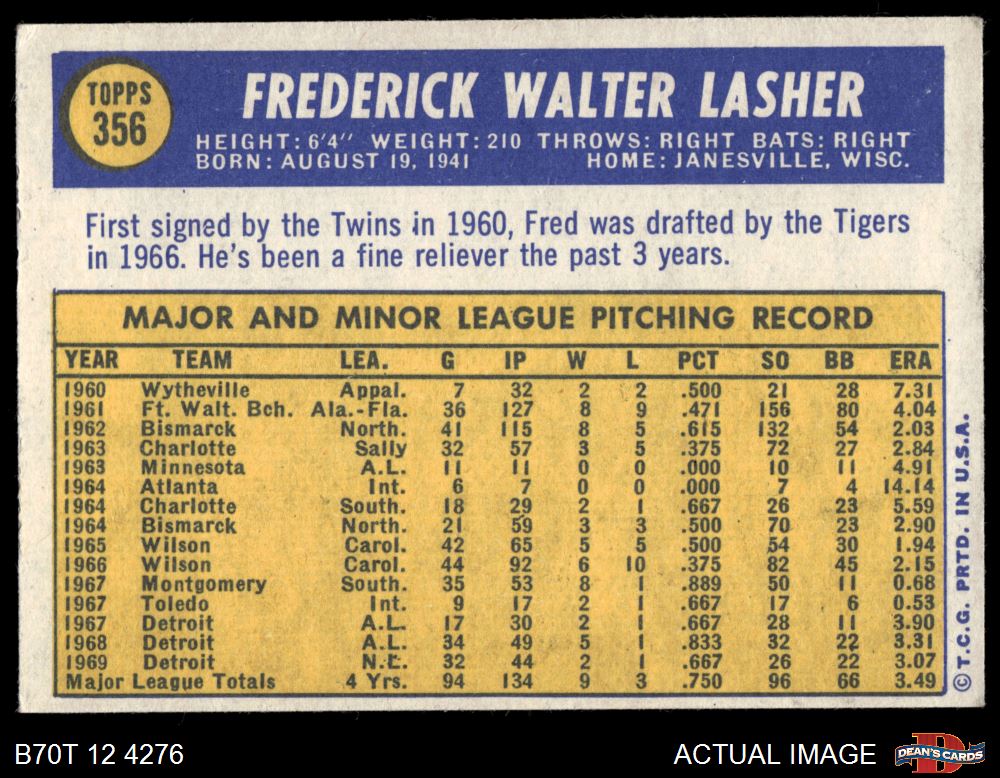 TOPPS
356
FREDERICK WALTER LASHER
HEIGHT: 6'4" WEIGHT: 210 THROWS: RIGHT BATS: RIGHT
BORN: AUGUST 19, 1941 HOME: JANESVILLE, WISC.
First signed by the Twins in 1960, Fred was drafted by the Tigers
in 1966. He's been a fine reliever the past 3 years.
MAJOR AND MINOR LEAGUE PITCHING RECORD
YEAR TEAM LEA. G IP W L PCT SO BB ERA
1960 Wytheville Appal. 7 32 2 2 .500 21 28 7.31
1961 Ft. Walt. Bch. Ala.-Fla. 36 127 8 9 .471 156 80 4.04
1962 Bismarck North. 41 115 8 5 .615 132 54 2.03
1963 Charlotte Sally 32 57 3 5 .375 72 27 2.84
1963 Minnesota A.L. 11 11 0 0 .000 10 11 4.91
1964 Atlanta Int. 6 7 0 0 .000 7 4 14.14
1964 Charlotte South. 18 29 2 1 .667 26 23 5.59
1964 Bismarck North. 21 59 3 3 .500 70 23 2.90
1965 Wilson Carol. 42 65 5 5 .500 54 30 1.94
1966 Wilson Carol. 44 92 6 10 .375 82 45 2.15
1967 Montgomery South. 35 53 8 1 .889 50 11 0.68
1967 Toledo Int. 9 17 2 1 .667 17 6 0.53
1967 Detroit A.L. 17 30 2 1 .667 28 11 3.90
1968 Detroit A.L. 34 49 5 1 .833 32 22 3.31
1969 Detroit N.L. 32 44 2 1 .667 26 22 3.07
Major League Totals 4 Yrs. 94 134 9 3 .750 96 66 3.49
© T.C.G. PRTD. IN U.S.A.
B70T 12 4276
ACTUAL IMAGE
D
DEAN'S CARDS